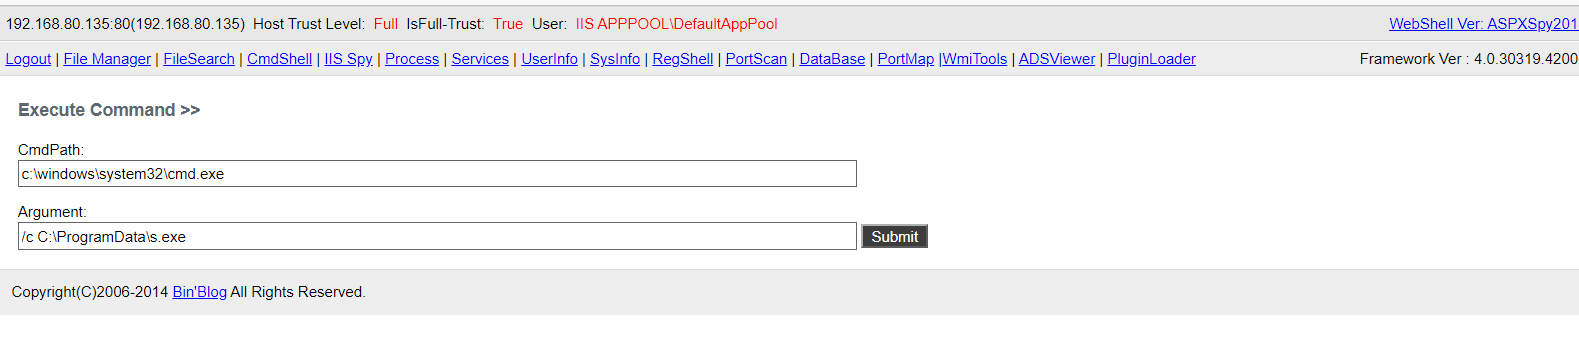 192.168.80.135:80(192.168.80.135) Host Trust Level: Full IsFull-Trust: True User: IIS APPPOOL\DefaultAppPool WebShell Ver: ASPXSpy201
Logout | File Manager | FileSearch | CmdShell | IIS Spy | Process | Services | UserInfo | SysInfo | RegShell | PortScan | DataBase | PortMap |WmiTools | ADSViewer | PluginLoader Framework Ver : 4.0.30319.4200
Execute Command >>
CmdPath:
c:\windows\system32\cmd.exe
Argument:
/c C:\ProgramData\s.exe Submit
Copyright(C)2006-2014 Bin'Blog All Rights Reserved.